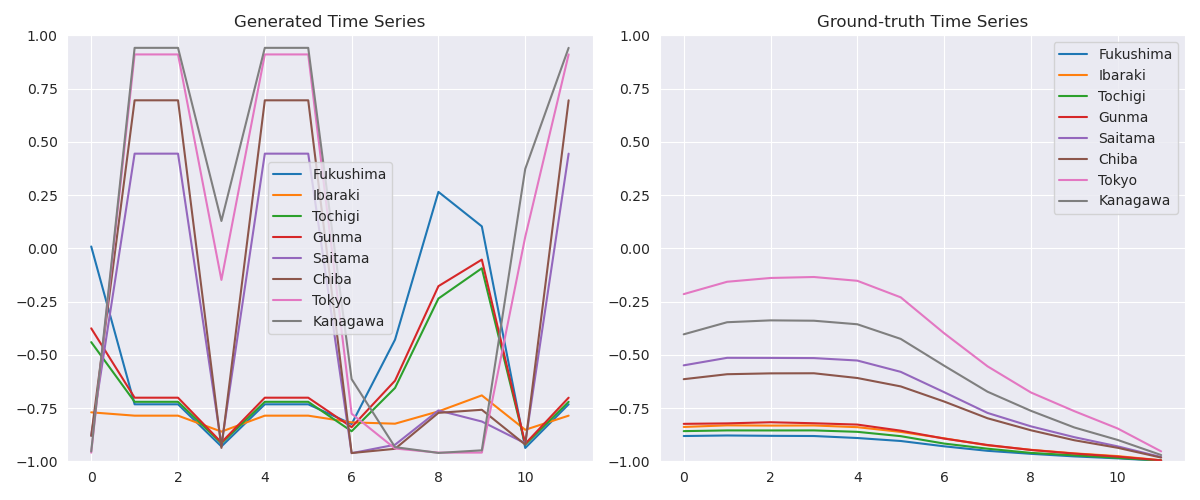 Generated Time Series
1.00
0.75
0.50
0.25
0.00
−0.25
−0.50
−0.75
−1.00
0 2 4 6 8 10
Fukushima
Ibaraki
Tochigi
Gunma
Saitama
Chiba
Tokyo
Kanagawa
Ground-truth Time Series
1.00
0.75
0.50
0.25
0.00
−0.25
−0.50
−0.75
−1.00
0 2 4 6 8 10
Fukushima
Ibaraki
Tochigi
Gunma
Saitama
Chiba
Tokyo
Kanagawa